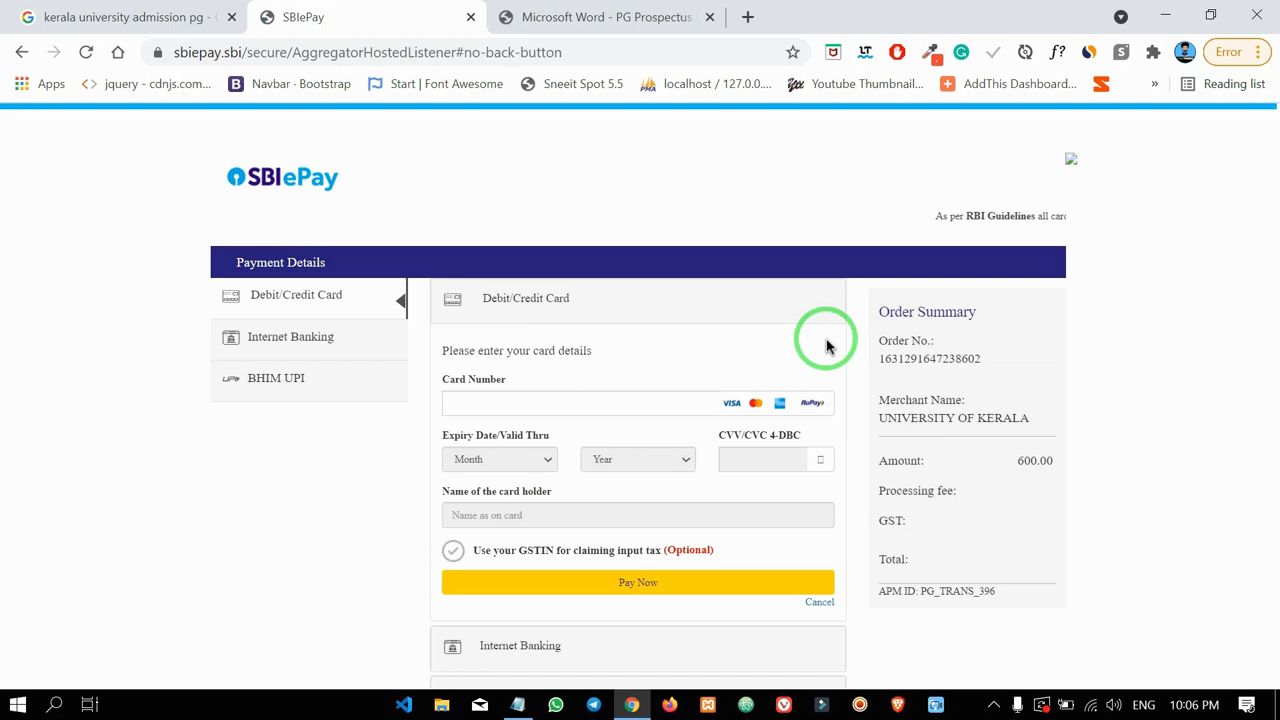 kerala university admission pg -
SBIePay
Microsoft Word - PG Prospectus
sbiepay.sbi/secure/AggregatorHostedListener#no-back-button
LT
f?
S
Error
Apps
jquery - cdnjs.com...
Navbar · Bootstrap
Start | Font Awesome
Sneeit Spot 5.5
localhost / 127.0.0...
Youtube Thumbnail...
AddThis Dashboard...
»
Reading list
SBIePay
As per RBI Guidelines all car
Payment Details
Debit/Credit Card
Internet Banking
BHIM UPI
Debit/Credit Card
Please enter your card details
Card Number
VISA RuPay
Expiry Date/Valid Thru
CVV/CVC 4-DBC
Month
Year
Name of the card holder
Name as on card
Use your GSTIN for claiming input tax (Optional)
Pay Now
Cancel
Internet Banking
Order Summary
Order No.:
1631291647238602
Merchant Name:
UNIVERSITY OF KERALA
Amount: 600.00
Processing fee:
GST:
Total:
APM ID: PG_TRANS_396
ENG
10:06 PM